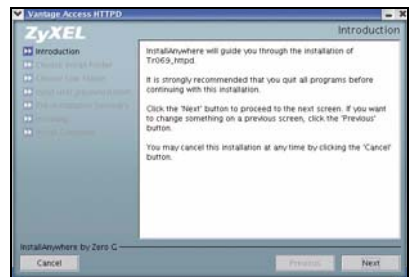 Vantage Access HTTPD
ZyXEL
Introduction
Introduction
Choose Install Folder
InstallAnywhere will guide you through the installation of
Tr069_httpd.
It is strongly recommended that you quit all programs before
continuing with this installation.
Click the 'Next' button to proceed to the next screen. If you want
to change something on a previous screen, click the 'Previous'
button.
You may cancel this installation at any time by clicking the 'Cancel'
button.
InstallAnywhere by Zero G
Cancel
Previous
Next